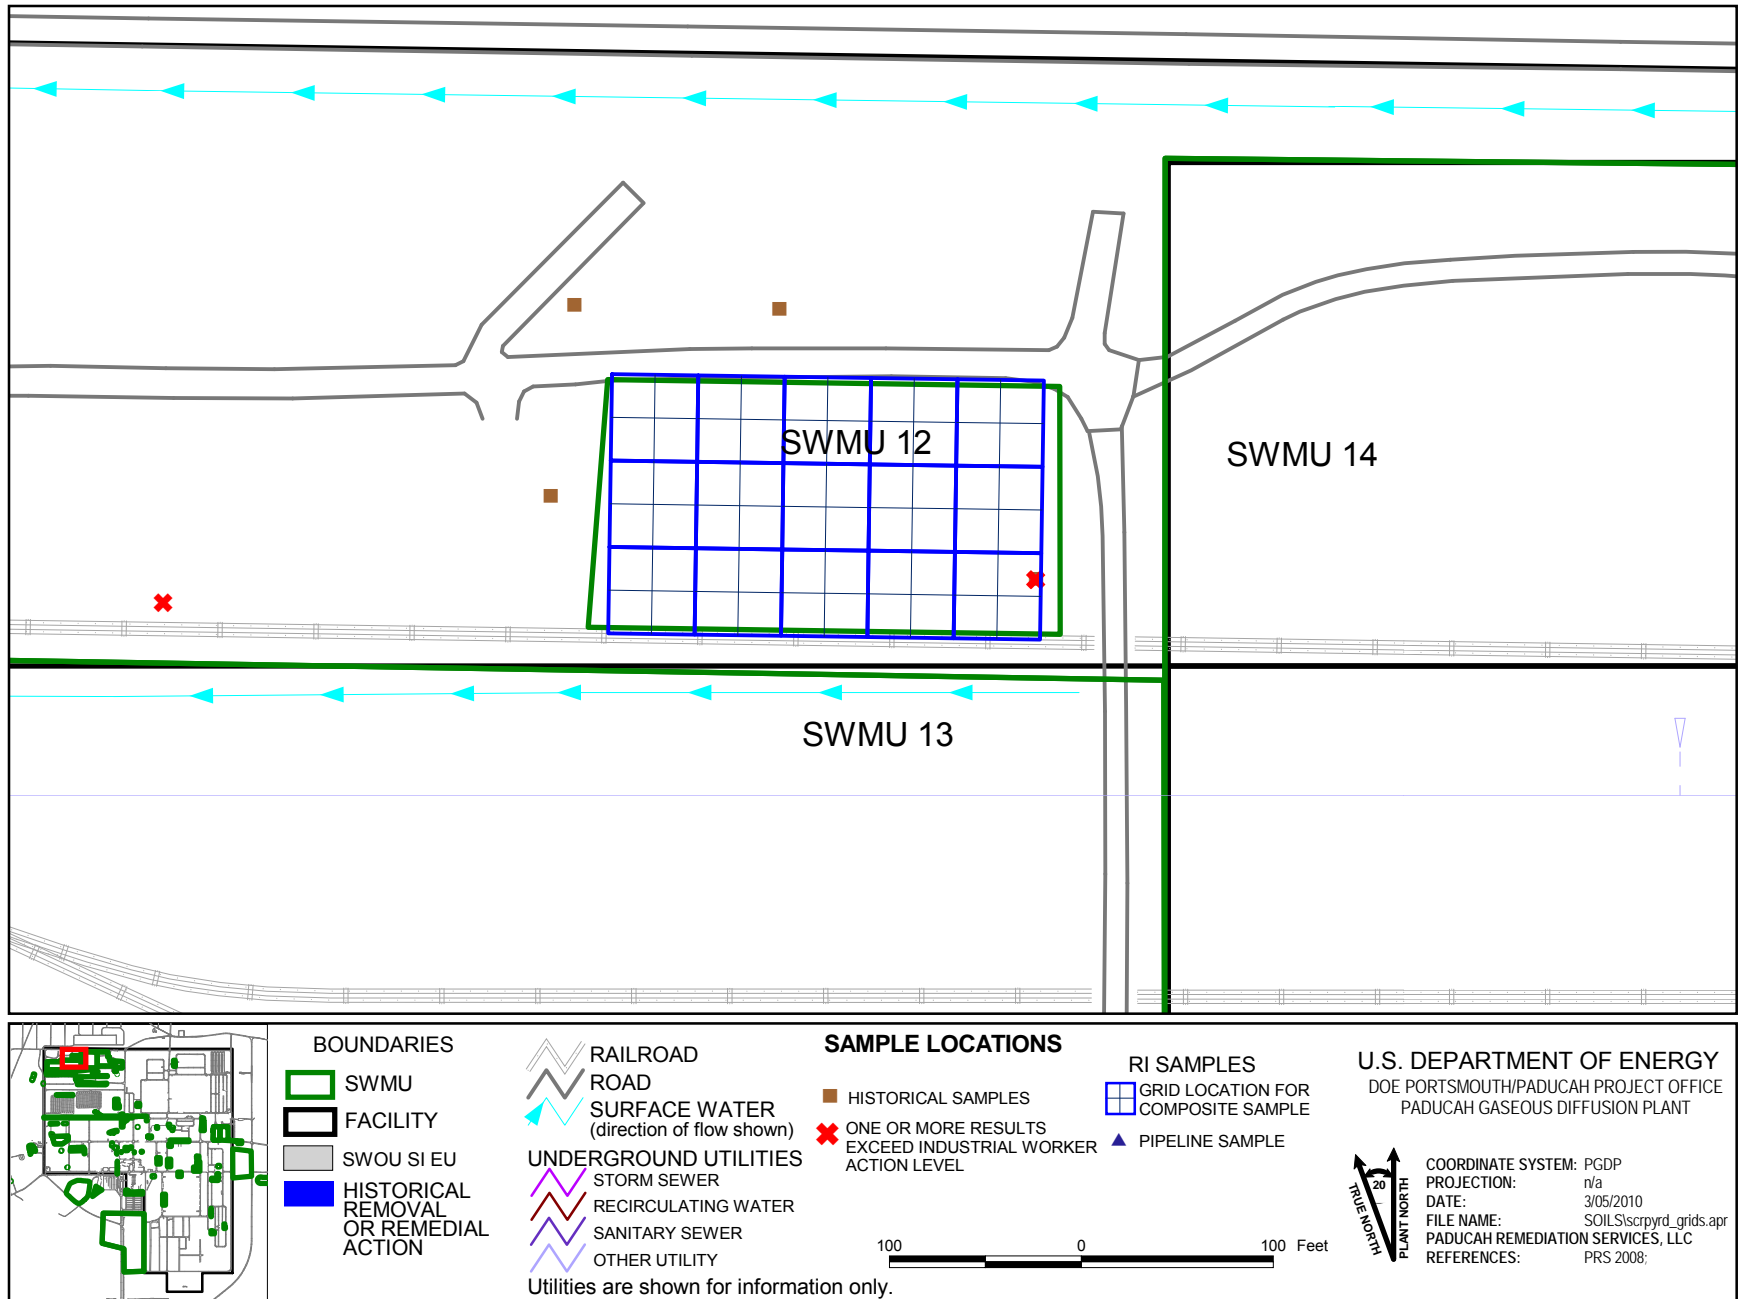 SWMU 12
SWMU 14
SWMU 13
BOUNDARIES
SWMU
FACILITY
SWOU SI EU
HISTORICAL
REMOVAL
OR REMEDIAL
ACTION
RAILROAD
ROAD
SURFACE WATER
(direction of flow shown)
UNDERGROUND UTILITIES
STORM SEWER
RECIRCULATING WATER
SANITARY SEWER
OTHER UTILITY
Utilities are shown for information only.
SAMPLE LOCATIONS
HISTORICAL SAMPLES
ONE OR MORE RESULTS
EXCEED INDUSTRIAL WORKER
ACTION LEVEL
RI SAMPLES
GRID LOCATION FOR
COMPOSITE SAMPLE
PIPELINE SAMPLE
100 0 100 Feet
U.S. DEPARTMENT OF ENERGY
DOE PORTSMOUTH/PADUCAH PROJECT OFFICE
PADUCAH GASEOUS DIFFUSION PLANT
20
TRUE NORTH
PLANT NORTH
COORDINATE SYSTEM: PGDP
PROJECTION: n/a
DATE: 3/05/2010
FILE NAME: SOILS\scrpyrd_grids.apr
PADUCAH REMEDIATION SERVICES, LLC
REFERENCES: PRS 2008;